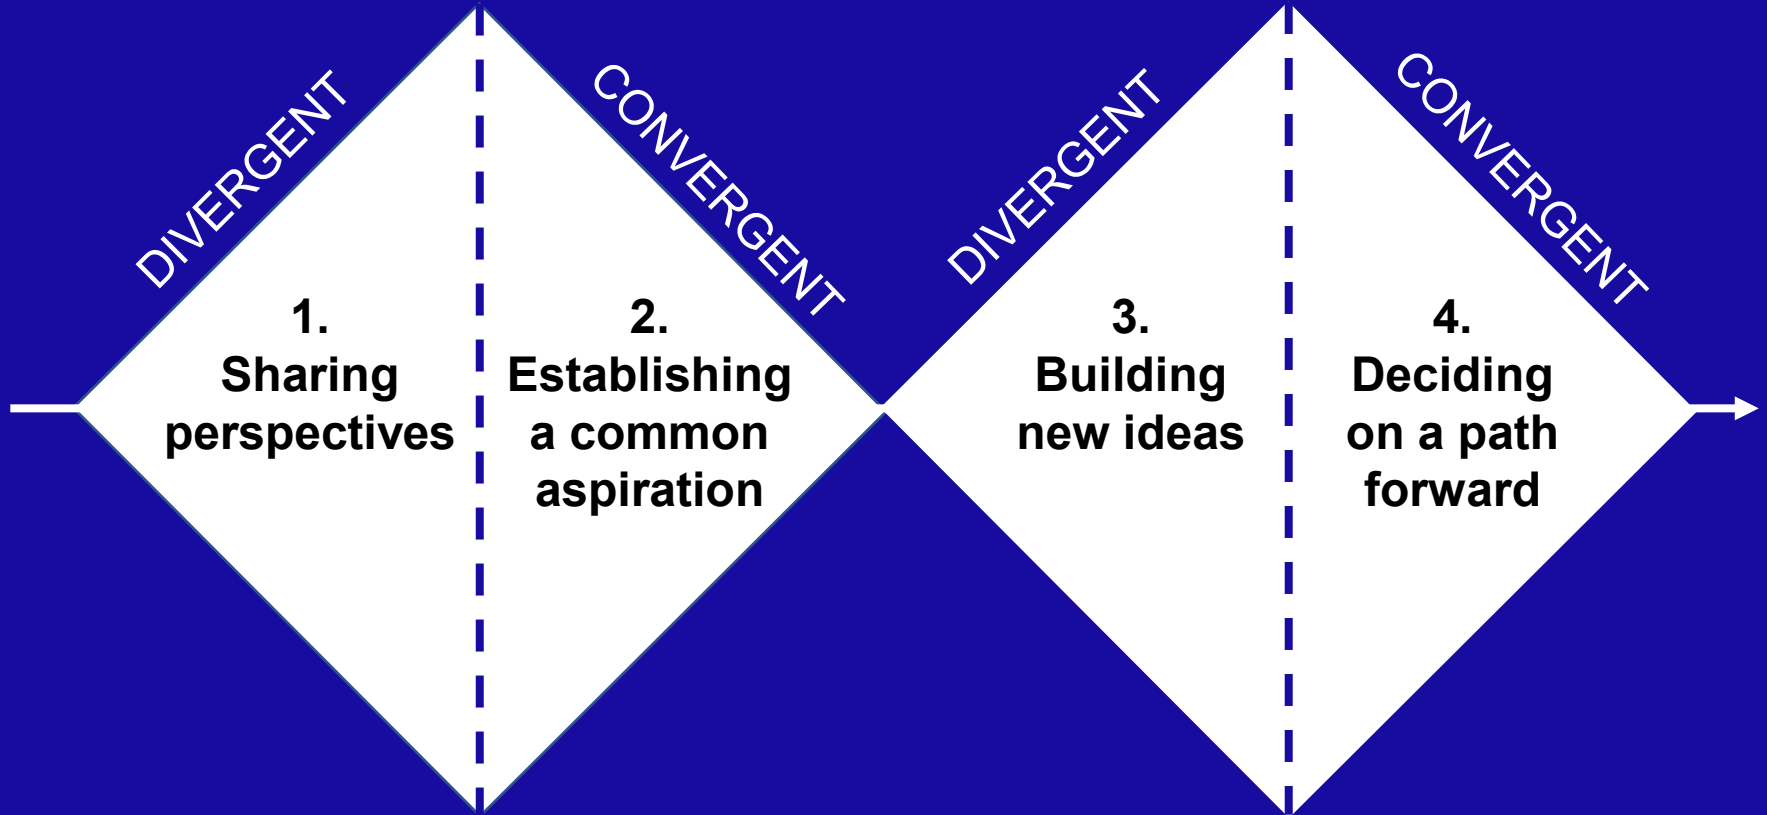 DIVERGENT
CONVERGENT
DIVERGENT
CONVERGENT
1.
Sharing
perspectives
2.
Establishing
a common
aspiration
3.
Building
new ideas
4.
Deciding
on a path
forward